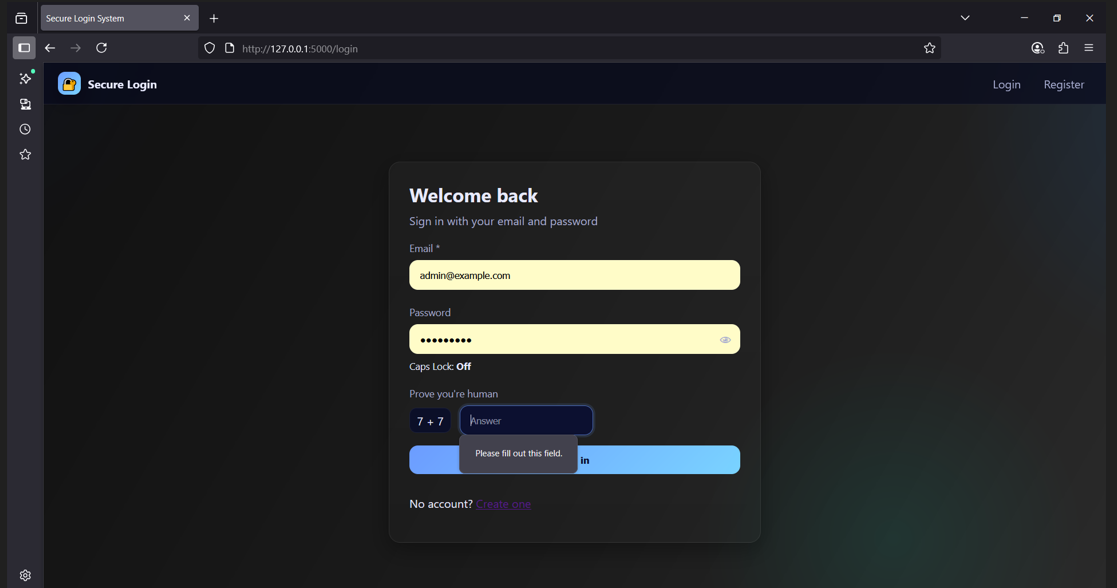 Secure Login System
http://127.0.0.1:5000/login
Secure Login
Login
Register
Welcome back
Sign in with your email and password
Email *
admin@example.com
Password
•••••••••
Caps Lock: Off
Prove you're human
7 + 7
Answer
Please fill out this field.
in
No account? Create one